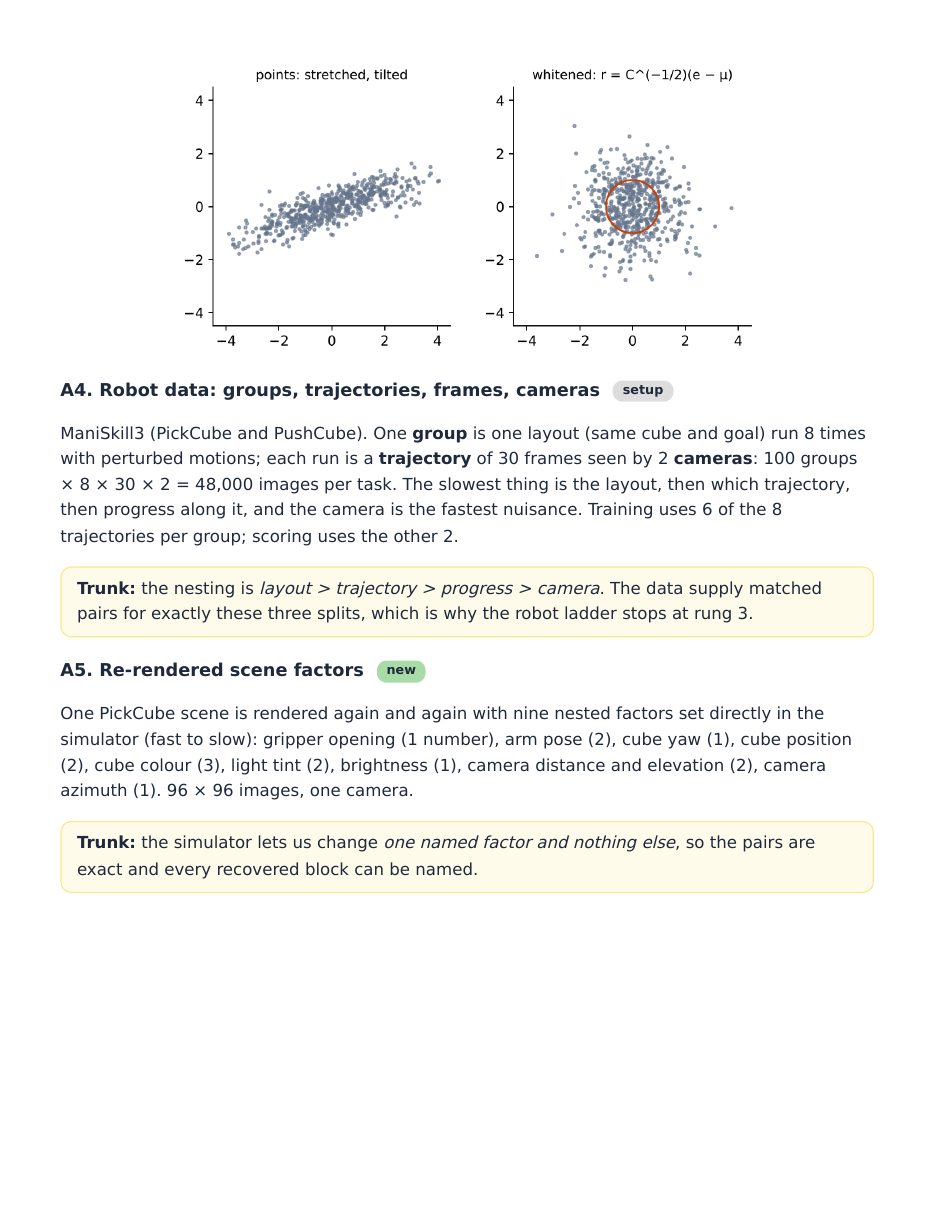 points: stretched, tilted
whitened: r = C^(−1/2)(e − μ)
4
2
0
−2
−4
−4 −2 0 2 4
4
2
0
−2
−4
−4 −2 0 2 4
A4. Robot data: groups, trajectories, frames, cameras setup
ManiSkill3 (PickCube and PushCube). One group is one layout (same cube and goal) run 8 times
with perturbed motions; each run is a trajectory of 30 frames seen by 2 cameras: 100 groups
× 8 × 30 × 2 = 48,000 images per task. The slowest thing is the layout, then which trajectory,
then progress along it, and the camera is the fastest nuisance. Training uses 6 of the 8
trajectories per group; scoring uses the other 2.
Trunk: the nesting is layout > trajectory > progress > camera. The data supply matched
pairs for exactly these three splits, which is why the robot ladder stops at rung 3.
A5. Re-rendered scene factors new
One PickCube scene is rendered again and again with nine nested factors set directly in the
simulator (fast to slow): gripper opening (1 number), arm pose (2), cube yaw (1), cube position
(2), cube colour (3), light tint (2), brightness (1), camera distance and elevation (2), camera
azimuth (1). 96 × 96 images, one camera.
Trunk: the simulator lets us change one named factor and nothing else, so the pairs are
exact and every recovered block can be named.